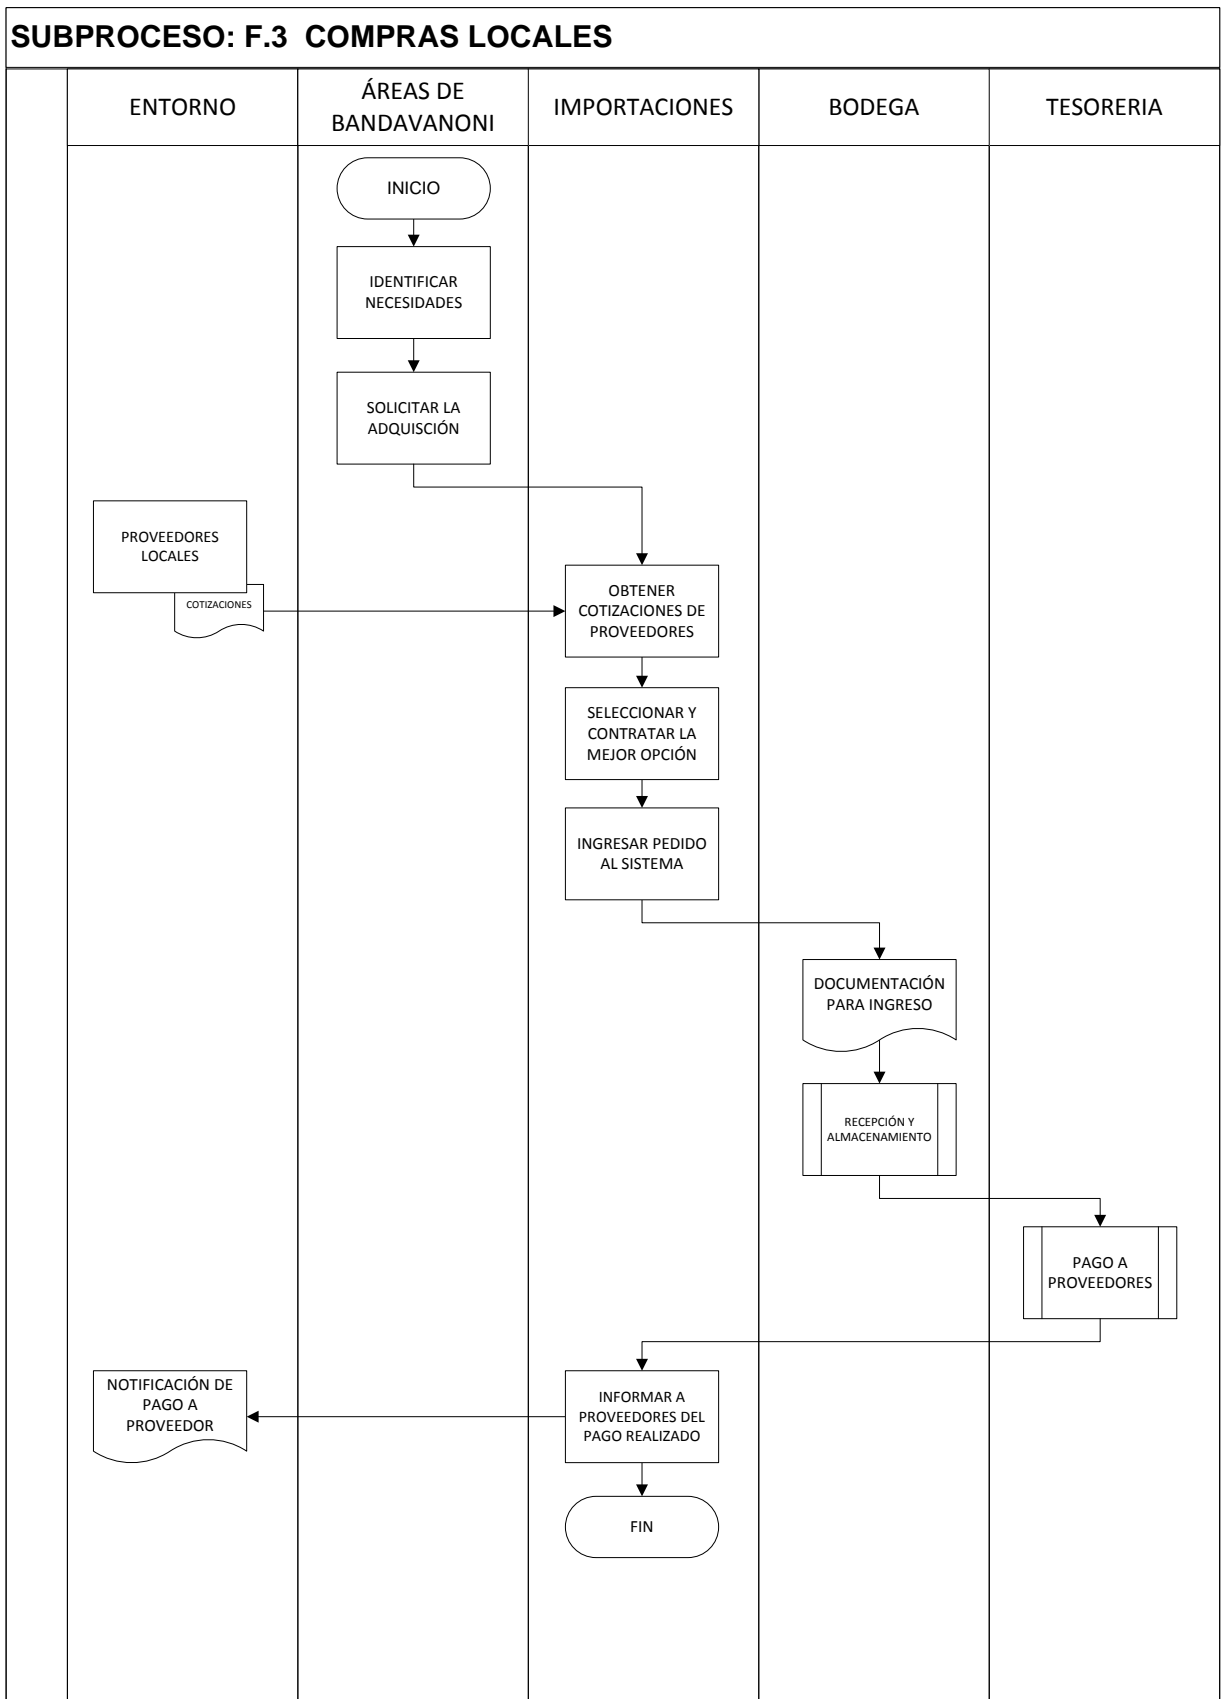 SUBPROCESO: F.3  COMPRAS LOCALES
ENTORNO
ÁREAS DE
BANDAVANONI
IMPORTACIONES
BODEGA
TESORERIA
INICIO
IDENTIFICAR
NECESIDADES
SOLICITAR LA
ADQUISCIÓN
PROVEEDORES
LOCALES
COTIZACIONES
OBTENER
COTIZACIONES DE
PROVEEDORES
SELECCIONAR Y
CONTRATAR LA
MEJOR OPCIÓN
INGRESAR PEDIDO
AL SISTEMA
DOCUMENTACIÓN
PARA INGRESO
RECEPCIÓN Y
ALMACENAMIENTO
PAGO A
PROVEEDORES
NOTIFICACIÓN DE
PAGO A
PROVEEDOR
INFORMAR A
PROVEEDORES DEL
PAGO REALIZADO
FIN